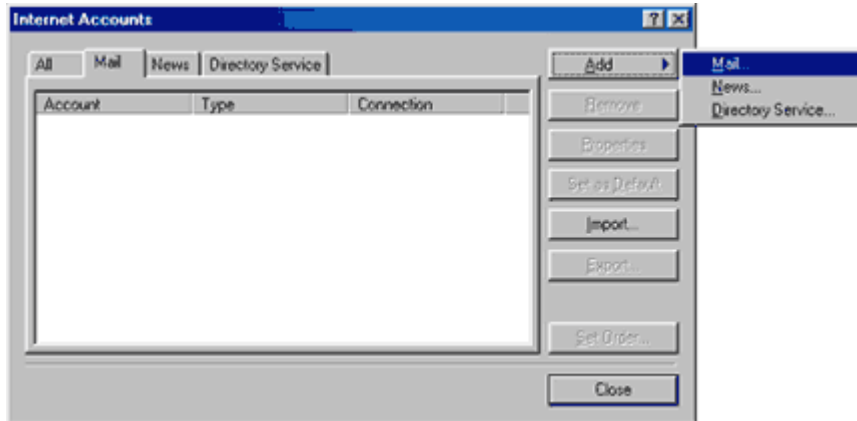 Internet Accounts
All Mail News Directory Service
Account Type Connection
Add
Remove
Properties
Set as Default
Import...
Export...
Set Order...
Close
Mail...
News...
Directory Service...